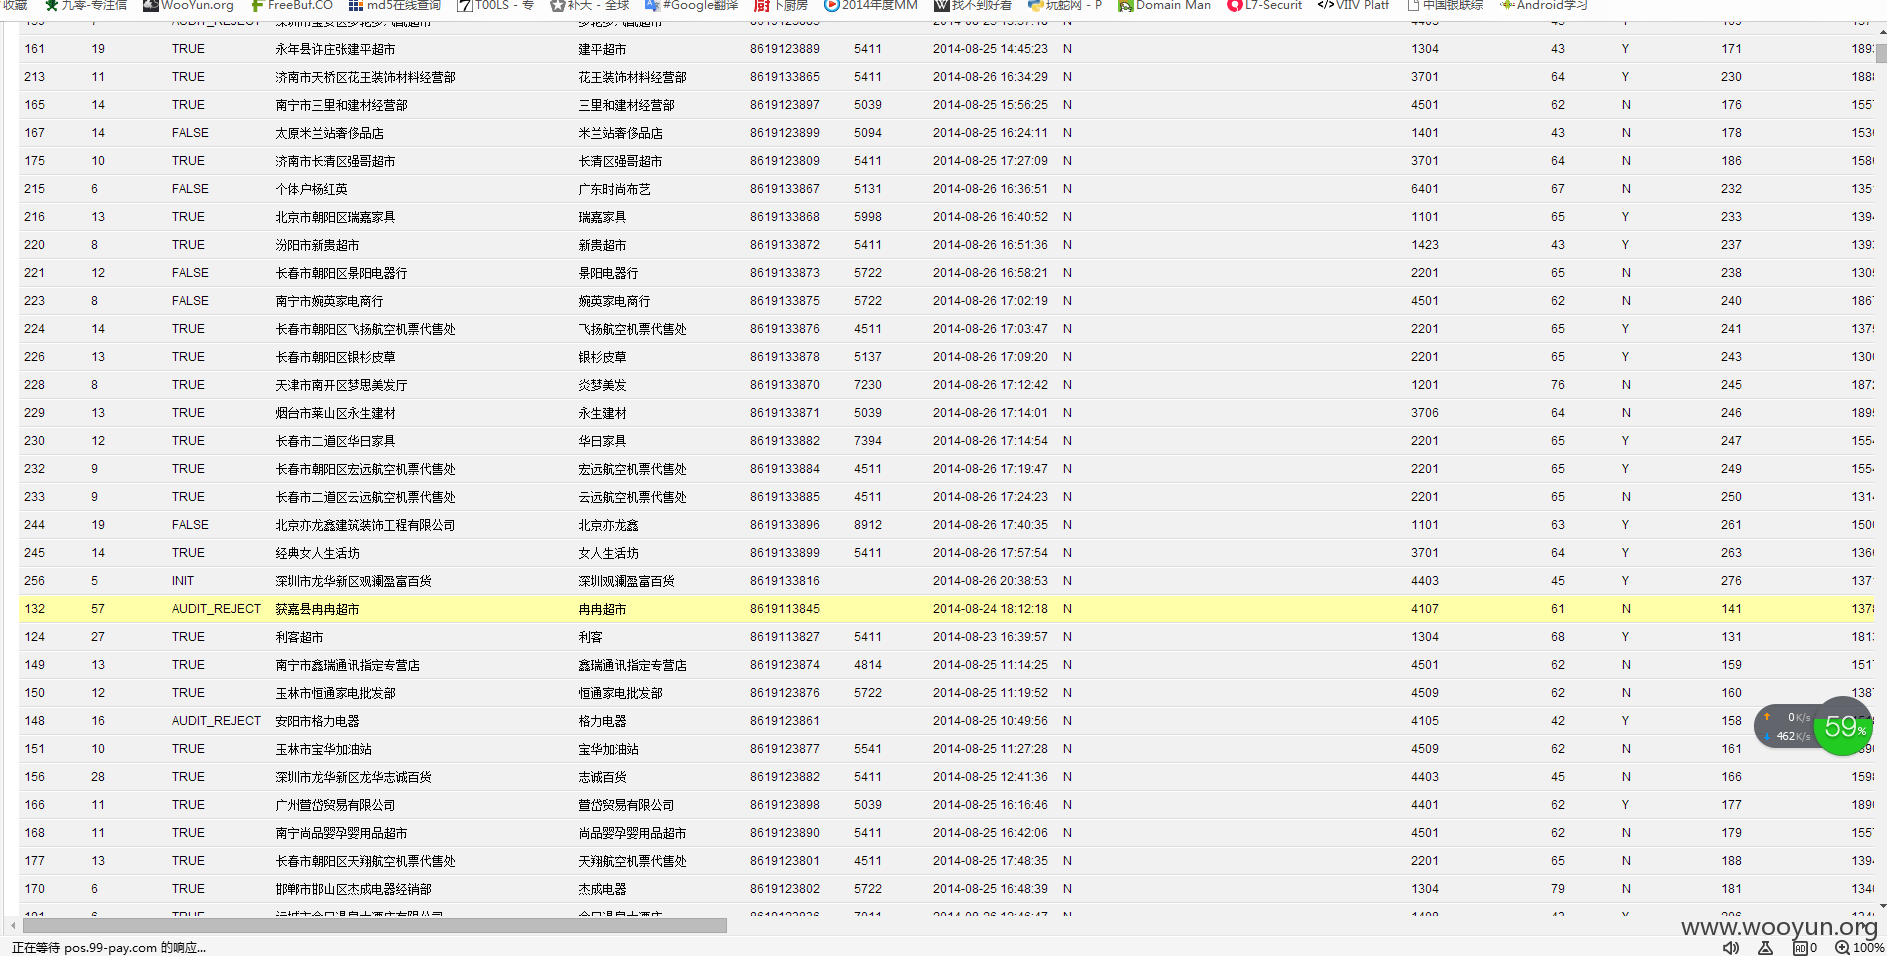 收藏 九零-专注信 WooYun.org FreeBuf.CO md5在线查询 T00LS - 专 补天 - 全球 #Google翻译 下厨房 2014年度MM 找不到好看 玩蛇网 - P Domain Man L7-Securit VIIV Platf 中国银联综 Android学习
161 19 TRUE 永年县许庄张建平超市 建平超市 8619123889 5411 2014-08-25 14:45:23 N 1304 43 Y 171 189
213 11 TRUE 济南市天桥区花王装饰材料经营部 花王装饰材料经营部 8619133865 5411 2014-08-26 16:34:29 N 3701 64 Y 230 188
165 14 TRUE 南宁市三里和建材经营部 三里和建材经营部 8619123897 5039 2014-08-25 15:56:25 N 4501 62 N 176 155
167 14 FALSE 太原米兰站奢侈品店 米兰站奢侈品店 8619123899 5094 2014-08-25 16:24:11 N 1401 43 N 178 153
175 10 TRUE 济南市长清区强哥超市 长清区强哥超市 8619123809 5411 2014-08-25 17:27:09 N 3701 64 N 186 158
215 6 FALSE 个体户杨红英 广东时尚布艺 8619133867 5131 2014-08-26 16:36:51 N 6401 67 N 232 135
216 13 TRUE 北京市朝阳区瑞嘉家具 瑞嘉家具 8619133868 5998 2014-08-26 16:40:52 N 1101 65 Y 233 139
220 8 TRUE 汾阳市新贵超市 新贵超市 8619133872 5411 2014-08-26 16:51:36 N 1423 43 Y 237 139
221 12 FALSE 长春市朝阳区景阳电器行 景阳电器行 8619133873 5722 2014-08-26 16:58:21 N 2201 65 N 238 130
223 8 FALSE 南宁市婉英家电商行 婉英家电商行 8619133875 5722 2014-08-26 17:02:19 N 4501 62 N 240 186
224 14 TRUE 长春市朝阳区飞扬航空机票代售处 飞扬航空机票代售处 8619133876 4511 2014-08-26 17:03:47 N 2201 65 Y 241 137
226 13 TRUE 长春市朝阳区银杉皮草 银杉皮草 8619133878 5137 2014-08-26 17:09:20 N 2201 65 Y 243 130
228 8 TRUE 天津市南开区梦思美发厅 炎梦美发 8619133870 7230 2014-08-26 17:12:42 N 1201 76 N 245 187
229 13 TRUE 烟台市莱山区永生建材 永生建材 8619133871 5039 2014-08-26 17:14:01 N 3706 64 N 246 189
230 12 TRUE 长春市二道区华日家具 华日家具 8619133882 7394 2014-08-26 17:14:54 N 2201 65 Y 247 155
232 9 TRUE 长春市朝阳区宏远航空机票代售处 宏远航空机票代售处 8619133884 4511 2014-08-26 17:19:47 N 2201 65 Y 249 155
233 9 TRUE 长春市二道区云远航空机票代售处 云远航空机票代售处 8619133885 4511 2014-08-26 17:24:23 N 2201 65 N 250 131
244 19 FALSE 北京亦龙鑫建筑装饰工程有限公司 北京亦龙鑫 8619133896 8912 2014-08-26 17:40:35 N 1101 63 Y 261 150
245 14 TRUE 经典女人生活坊 女人生活坊 8619133899 5411 2014-08-26 17:57:54 N 3701 64 Y 263 136
256 5 INIT 深圳市龙华新区观澜盈富百货 深圳观澜盈富百货 8619133816 2014-08-26 20:38:53 N 4403 45 Y 276 137
132 57 AUDIT_REJECT 获嘉县冉冉超市 冉冉超市 8619113845 2014-08-24 18:12:18 N 4107 61 N 141 137
124 27 TRUE 利客超市 利客 8619113827 5411 2014-08-23 16:39:57 N 1304 68 Y 131 181
149 13 TRUE 南宁市鑫瑞通讯指定专营店 鑫瑞通讯指定专营店 8619123874 4814 2014-08-25 11:14:25 N 4501 62 N 159 151
150 12 TRUE 玉林市恒通家电批发部 恒通家电批发部 8619123876 5722 2014-08-25 11:19:52 N 4509 62 N 160 138
148 16 AUDIT_REJECT 安阳市格力电器 格力电器 8619123861 2014-08-25 10:49:56 N 4105 42 Y 158
151 10 TRUE 玉林市宝华加油站 宝华加油站 8619123877 5541 2014-08-25 11:27:28 N 4509 62 N 161
156 28 TRUE 深圳市龙华新区龙华志诚百货 志诚百货 8619123882 5411 2014-08-25 12:41:36 N 4403 45 N 166 159
166 11 TRUE 广州萱岱贸易有限公司 萱岱贸易有限公司 8619123898 5039 2014-08-25 16:16:46 N 4401 62 Y 177 189
168 11 TRUE 南宁尚品婴孕婴用品超市 尚品婴孕婴用品超市 8619123890 5411 2014-08-25 16:42:06 N 4501 62 N 179 155
177 13 TRUE 长春市朝阳区天翔航空机票代售处 天翔航空机票代售处 8619123801 4511 2014-08-25 17:48:35 N 2201 65 N 188 139
170 6 TRUE 邯郸市邯山区杰成电器经销部 杰成电器 8619123802 5722 2014-08-25 16:48:39 N 1304 79 N 181 134
0K/s
462K/s
59%
www.wooyun.org
正在等待 pos.99-pay.com 的响应...
0 100%